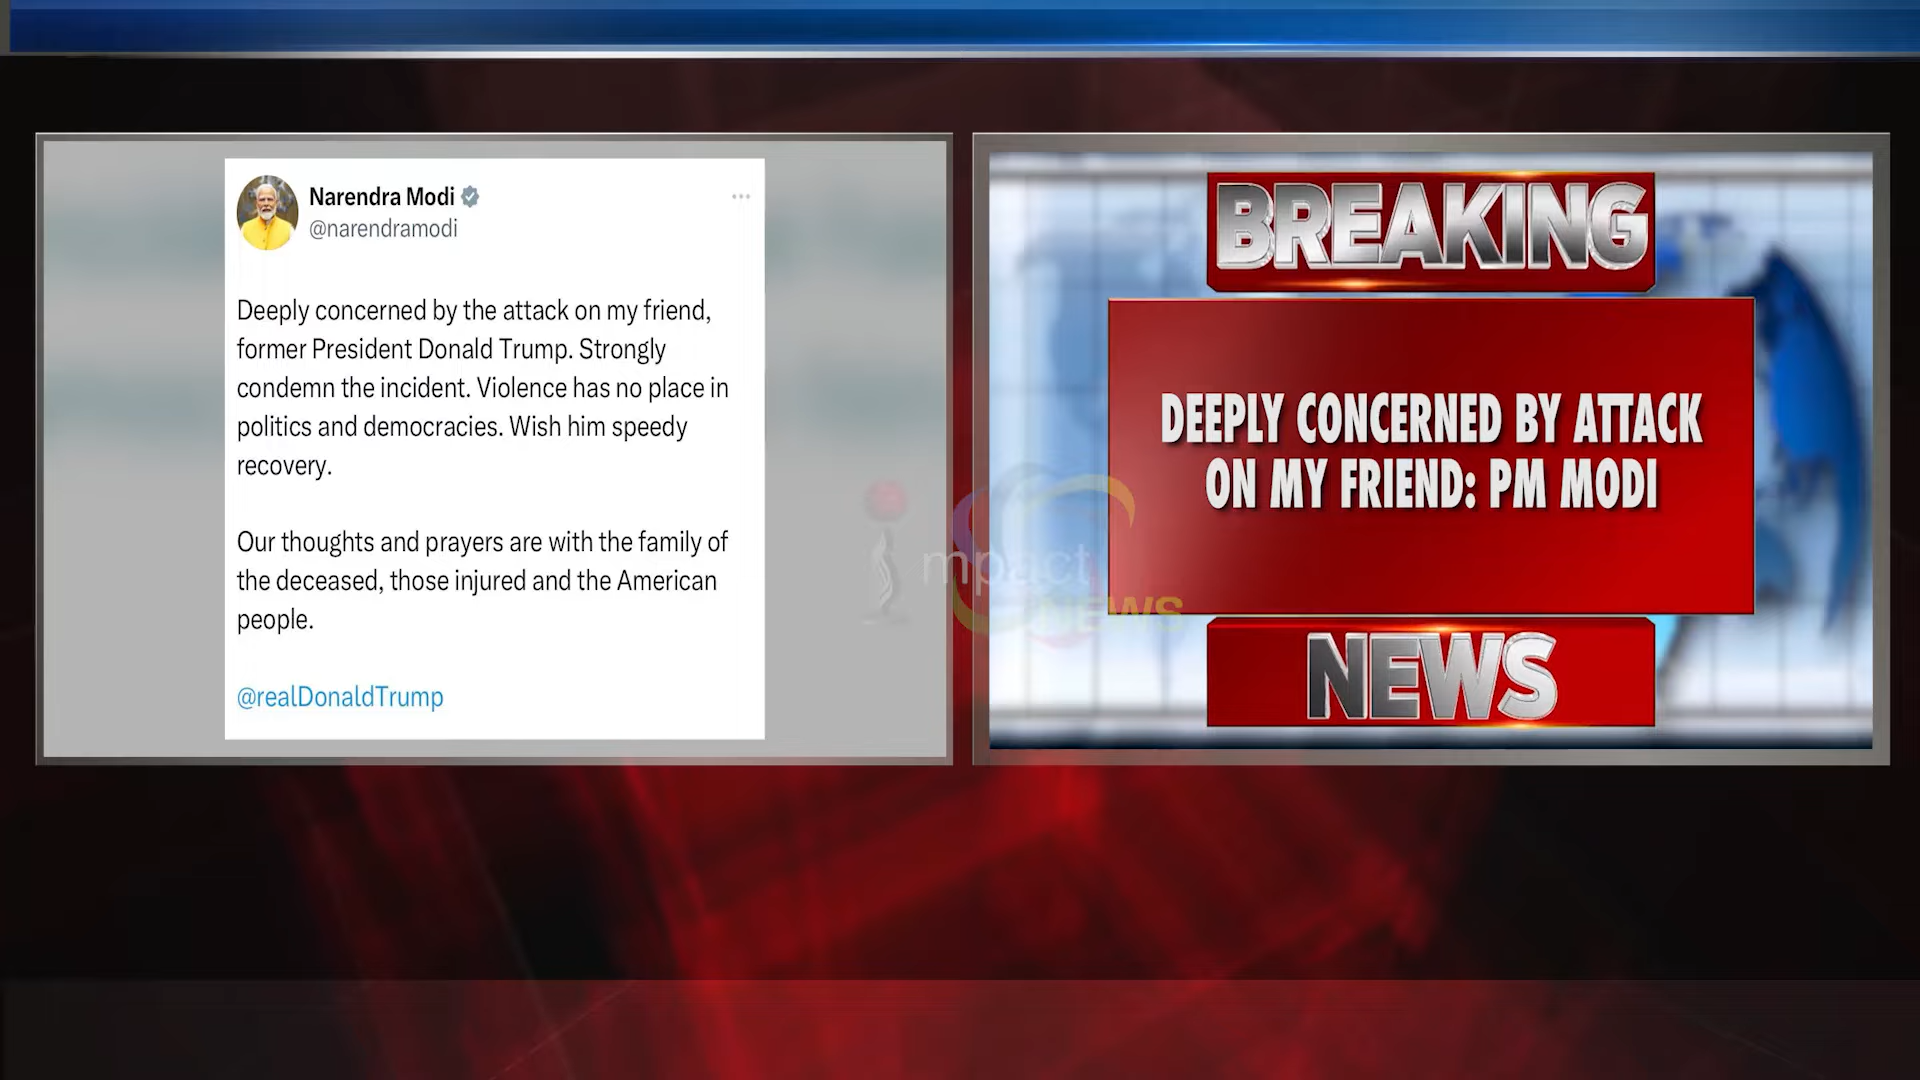 Narendra Modi
@narendramodi
Deeply concerned by the attack on my friend,
former President Donald Trump. Strongly
condemn the incident. Violence has no place in
politics and democracies. Wish him speedy
recovery.
Our thoughts and prayers are with the family of
the deceased, those injured and the American
people.
@realDonaldTrump
BREAKING
DEEPLY CONCERNED BY ATTACK
ON MY FRIEND: PM MODI
NEWS
impact
NEWS